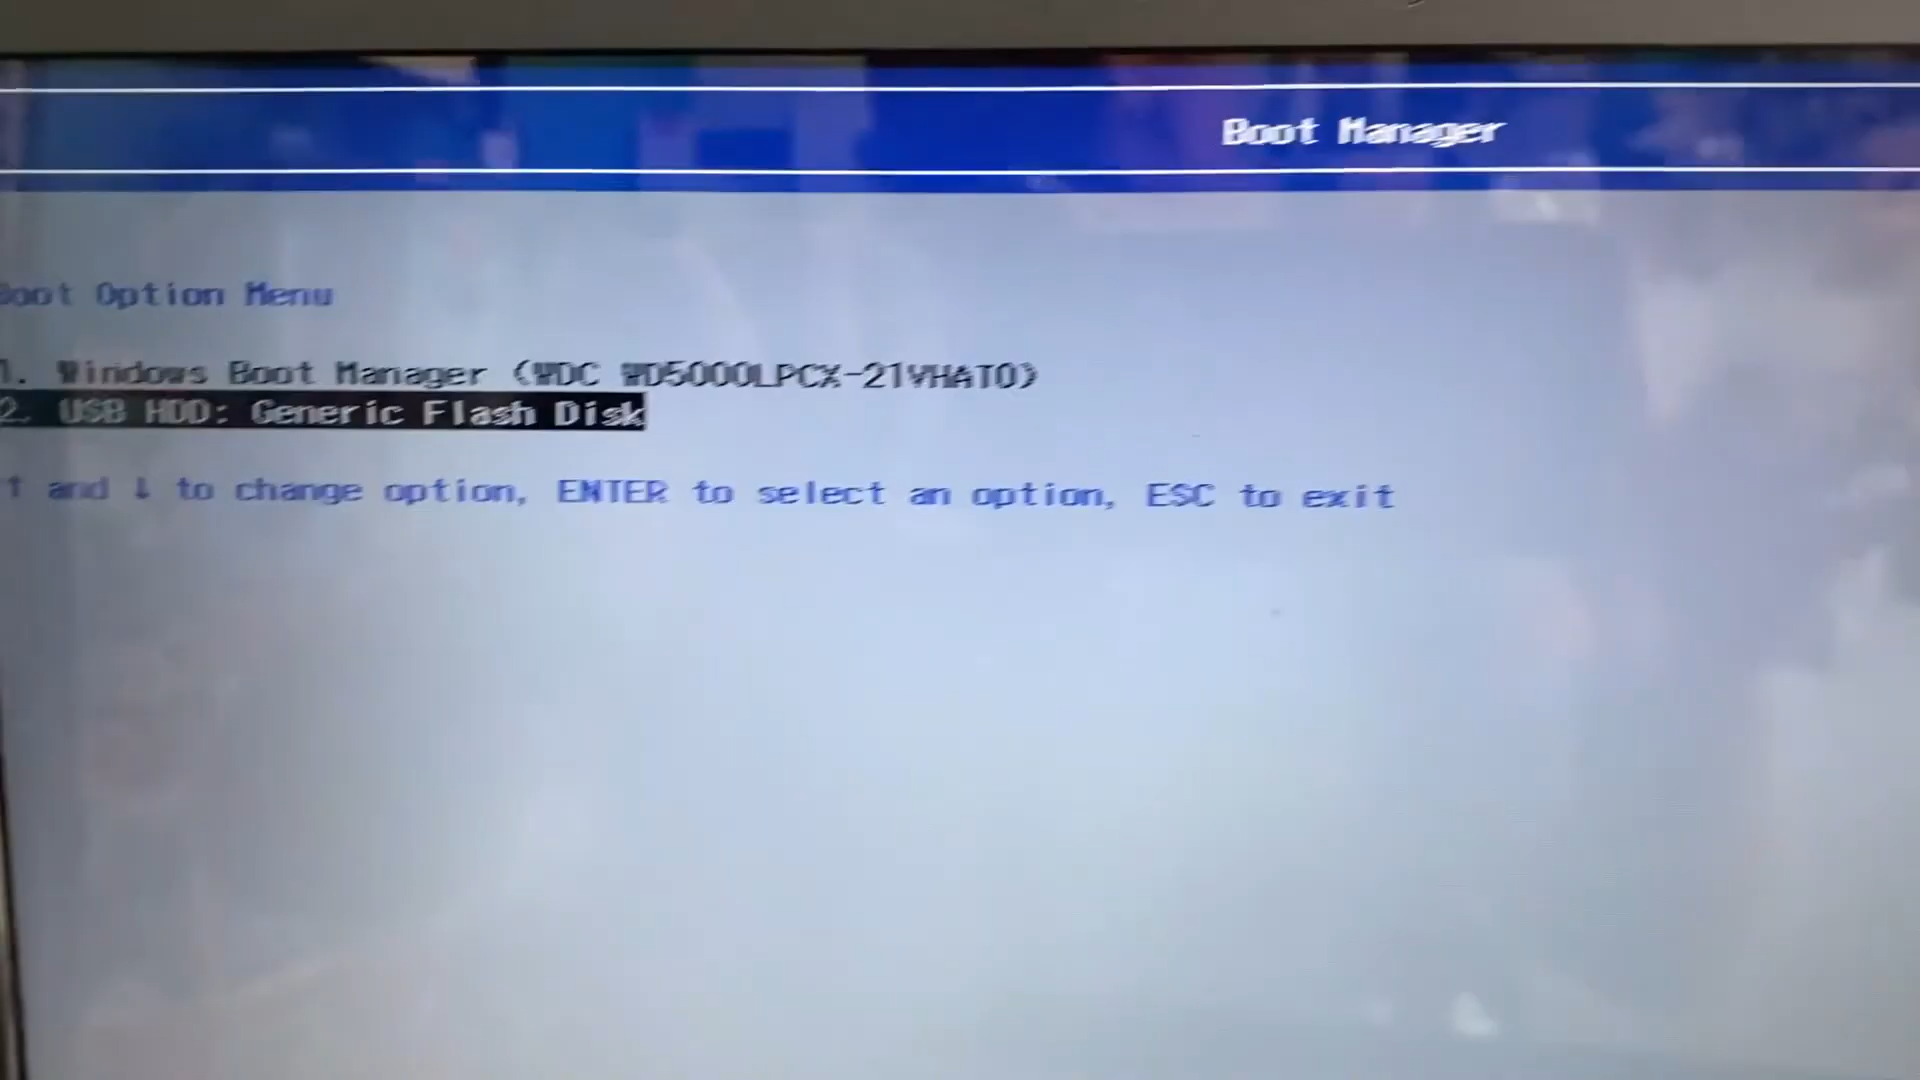 Boot Manager
Boot Option Menu
1. Windows Boot Manager (WDC WD5000LPCX-21VHAT0)
2. USB HDD: Generic Flash Disk
↑ and ↓ to change option, ENTER to select an option, ESC to exit